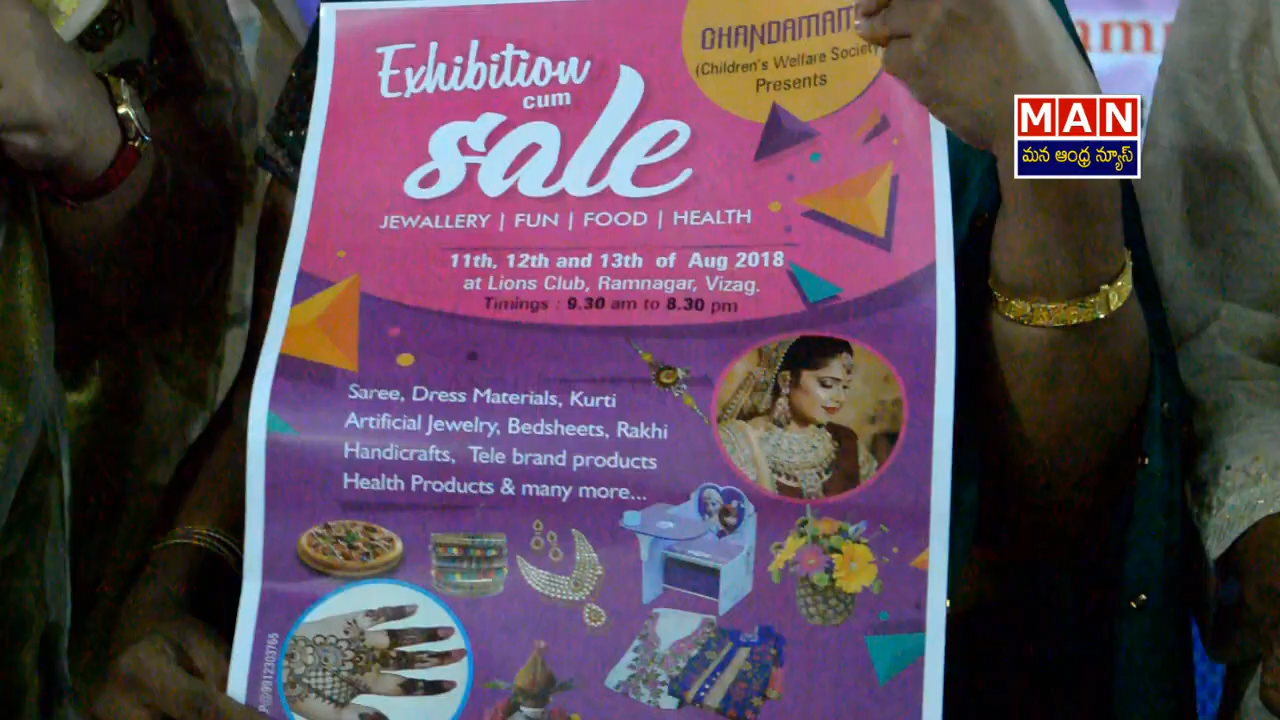 CHANDAMAMA
(Children's Welfare Society
Presents
Exhibition
cum
sale
JEWALLERY | FUN | FOOD | HEALTH
11th, 12th and 13th of Aug 2018
at Lions Club, Ramnagar, Vizag.
Timings : 9.30 am to 8.30 pm
Saree, Dress Materials, Kurti
Artificial Jewelry, Bedsheets, Rakhi
Handicrafts, Tele brand products
Health Products & many more...
P@9912303765
MAN
మన ఆంధ్ర న్యూస్